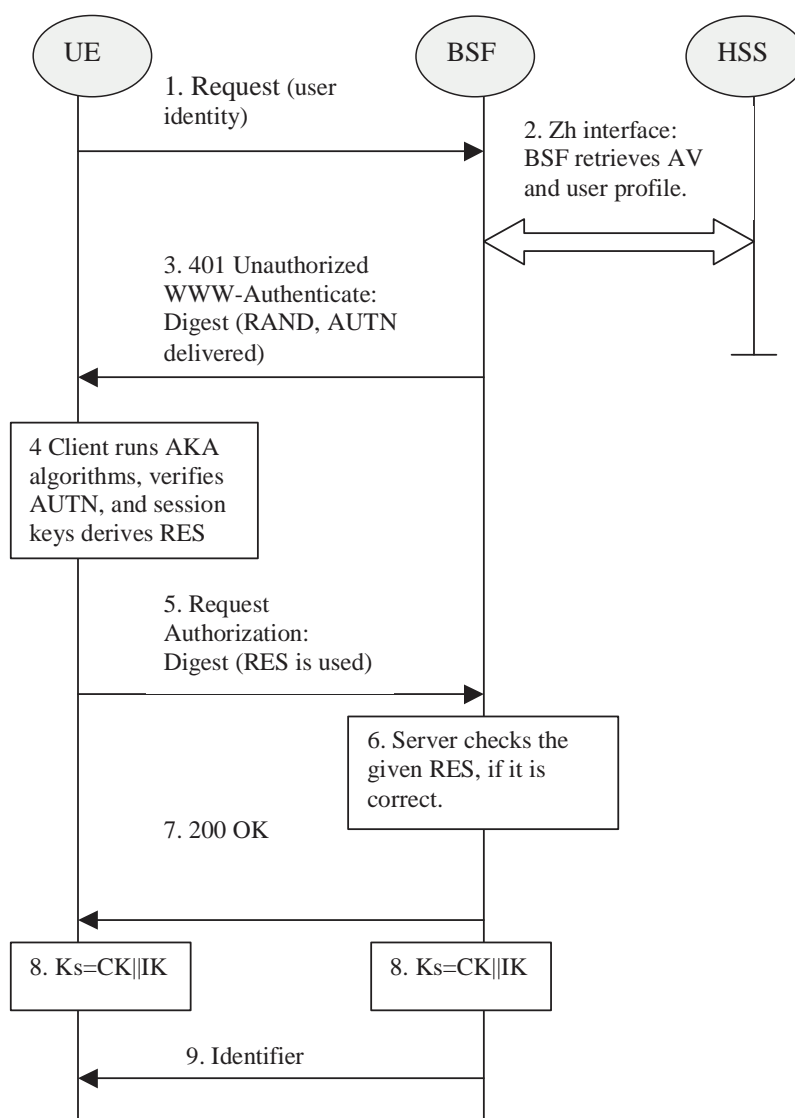 UE
BSF
HSS
1. Request (user
identity)
2. Zh interface:
BSF retrieves AV
and user profile.
3. 401 Unauthorized
WWW-Authenticate:
Digest (RAND, AUTN
delivered)
4 Client runs AKA
algorithms, verifies
AUTN, and session
keys derives RES
5. Request
Authorization:
Digest (RES is used)
6. Server checks the
given RES, if it is
correct.
7. 200 OK
8. Ks=CK||IK
8. Ks=CK||IK
9. Identifier